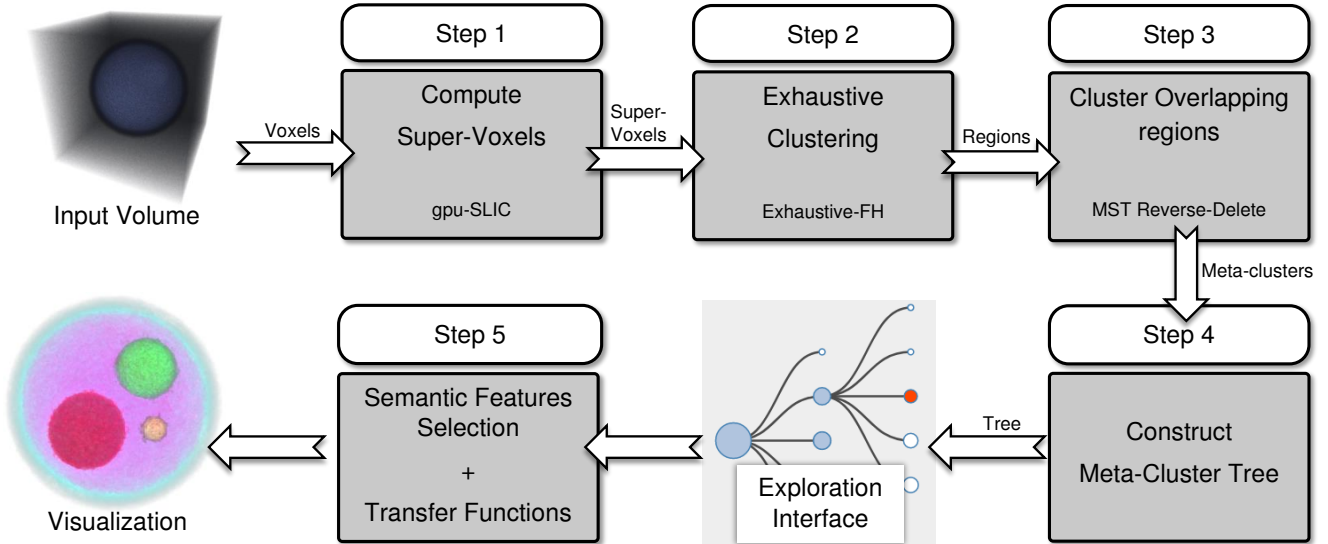 Step 1
Step 2
Step 3
Compute
Super-Voxels
gpu-SLIC
Exhaustive
Clustering
Exhaustive-FH
Cluster Overlapping
regions
MST Reverse-Delete
Voxels
Super-
Voxels
Regions
Input Volume
Meta-clusters
Step 4
Construct
Meta-Cluster Tree
Tree
Exploration
Interface
Step 5
Semantic Features
Selection
+
Transfer Functions
Visualization